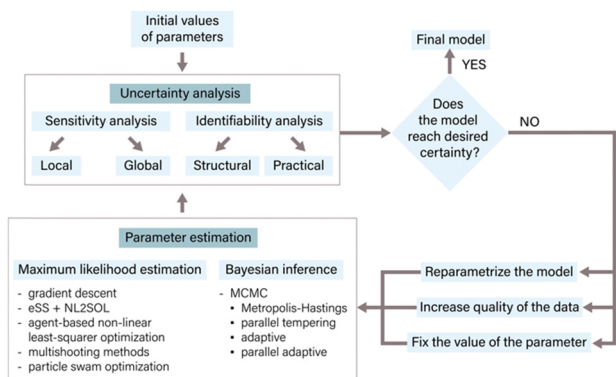 Initial values
of parameters
Final model
YES
Uncertainty analysis
Sensitivity analysis
Identifiability analysis
Local
Global
Structural
Practical
Does
the model
reach desired
certainty?
NO
Parameter estimation
Maximum likelihood estimation
- gradient descent
- eSS + NL2SOL
- agent-based non-linear
least-squarer optimization
- multishooting methods
- particle swam optimization
Bayesian inference
- MCMC
▪ Metropolis-Hastings
▪ parallel tempering
▪ adaptive
▪ parallel adaptive
Reparametrize the model
Increase quality of the data
Fix the value of the parameter